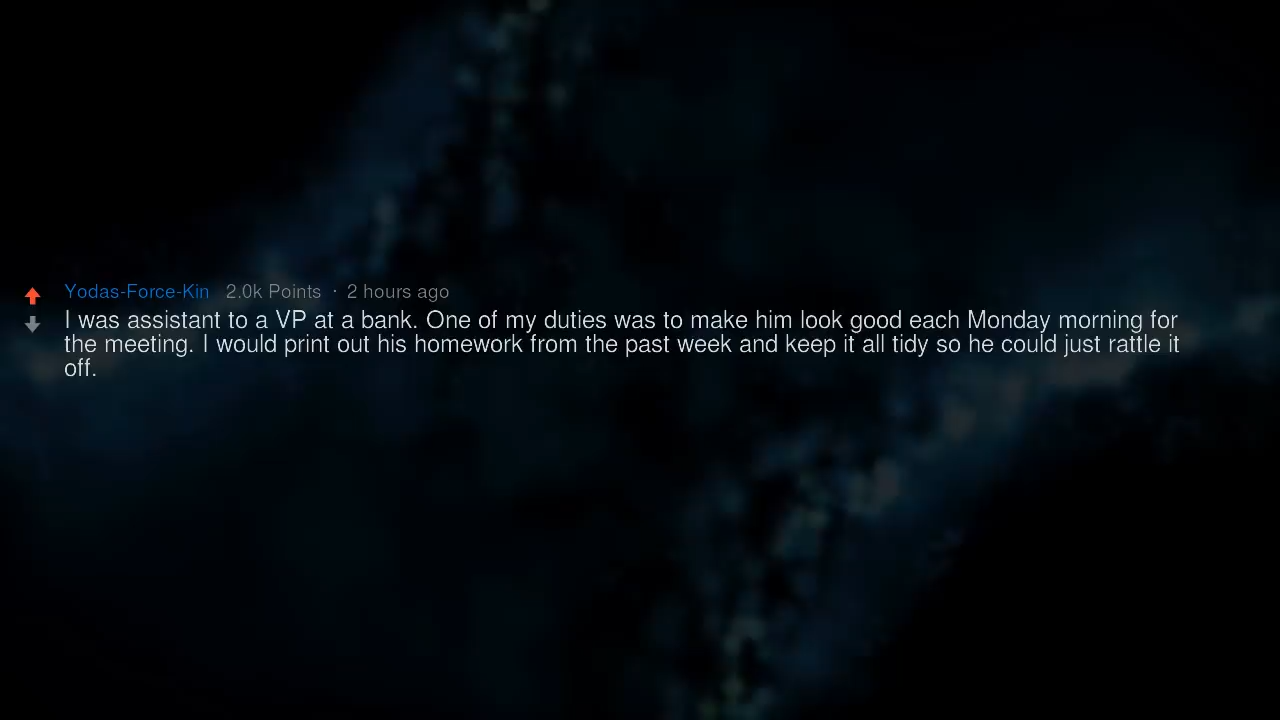 Yodas-Force-Kin 2.0k Points · 2 hours ago
I was assistant to a VP at a bank. One of my duties was to make him look good each Monday morning for
the meeting. I would print out his homework from the past week and keep it all tidy so he could just rattle it
off.